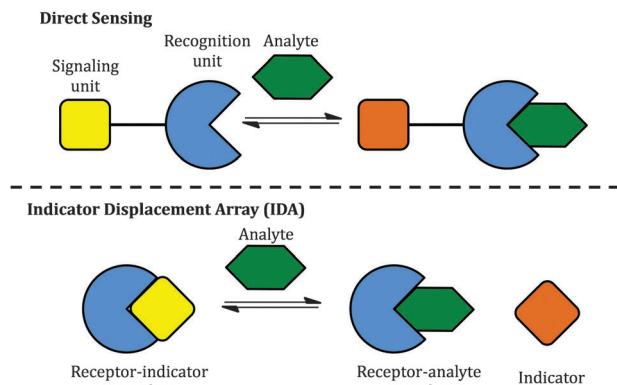 Direct Sensing
Signaling
unit
Recognition
unit
Analyte
Indicator Displacement Array (IDA)
Analyte
Receptor-indicator
Receptor-analyte
Indicator